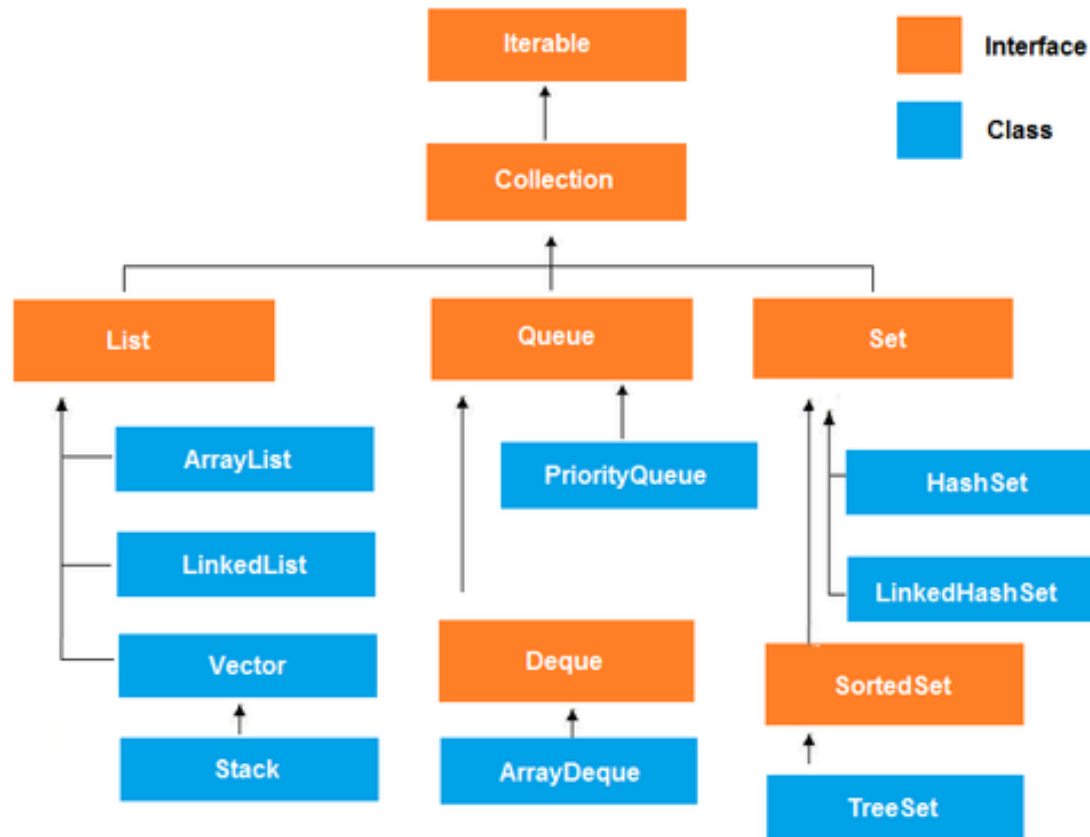 Iterable
Interface
Class
Collection
List
Queue
Set
ArrayList
PriorityQueue
HashSet
LinkedList
LinkedHashSet
Vector
Deque
SortedSet
Stack
ArrayDeque
TreeSet